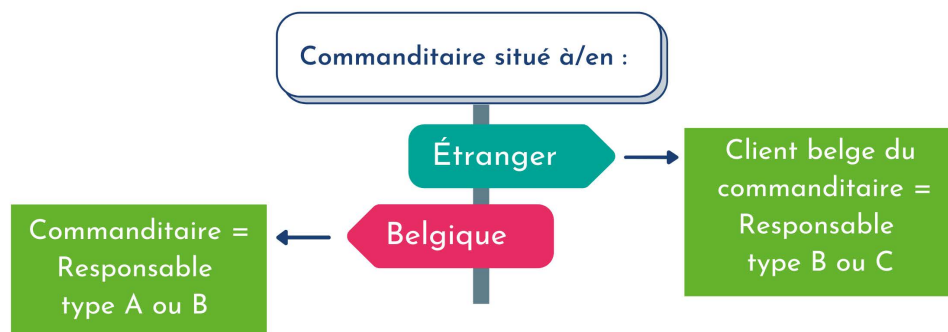 Commanditaire situé à/en :
Étranger
Client belge du
commanditaire =
Responsable
type B ou C
Belgique
Commanditaire =
Responsable
type A ou B